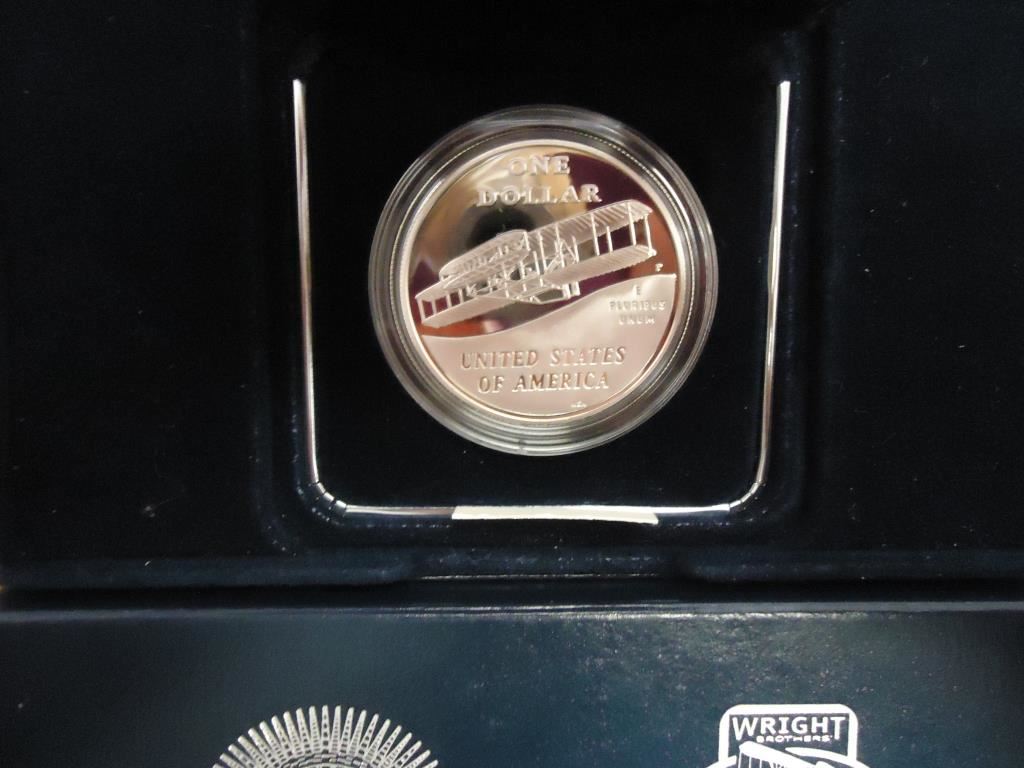 ONE
DOLLAR
P
E
PLURIBUS
UNUM
UNITED STATES
OF AMERICA
WRIGHT
BROTHERS